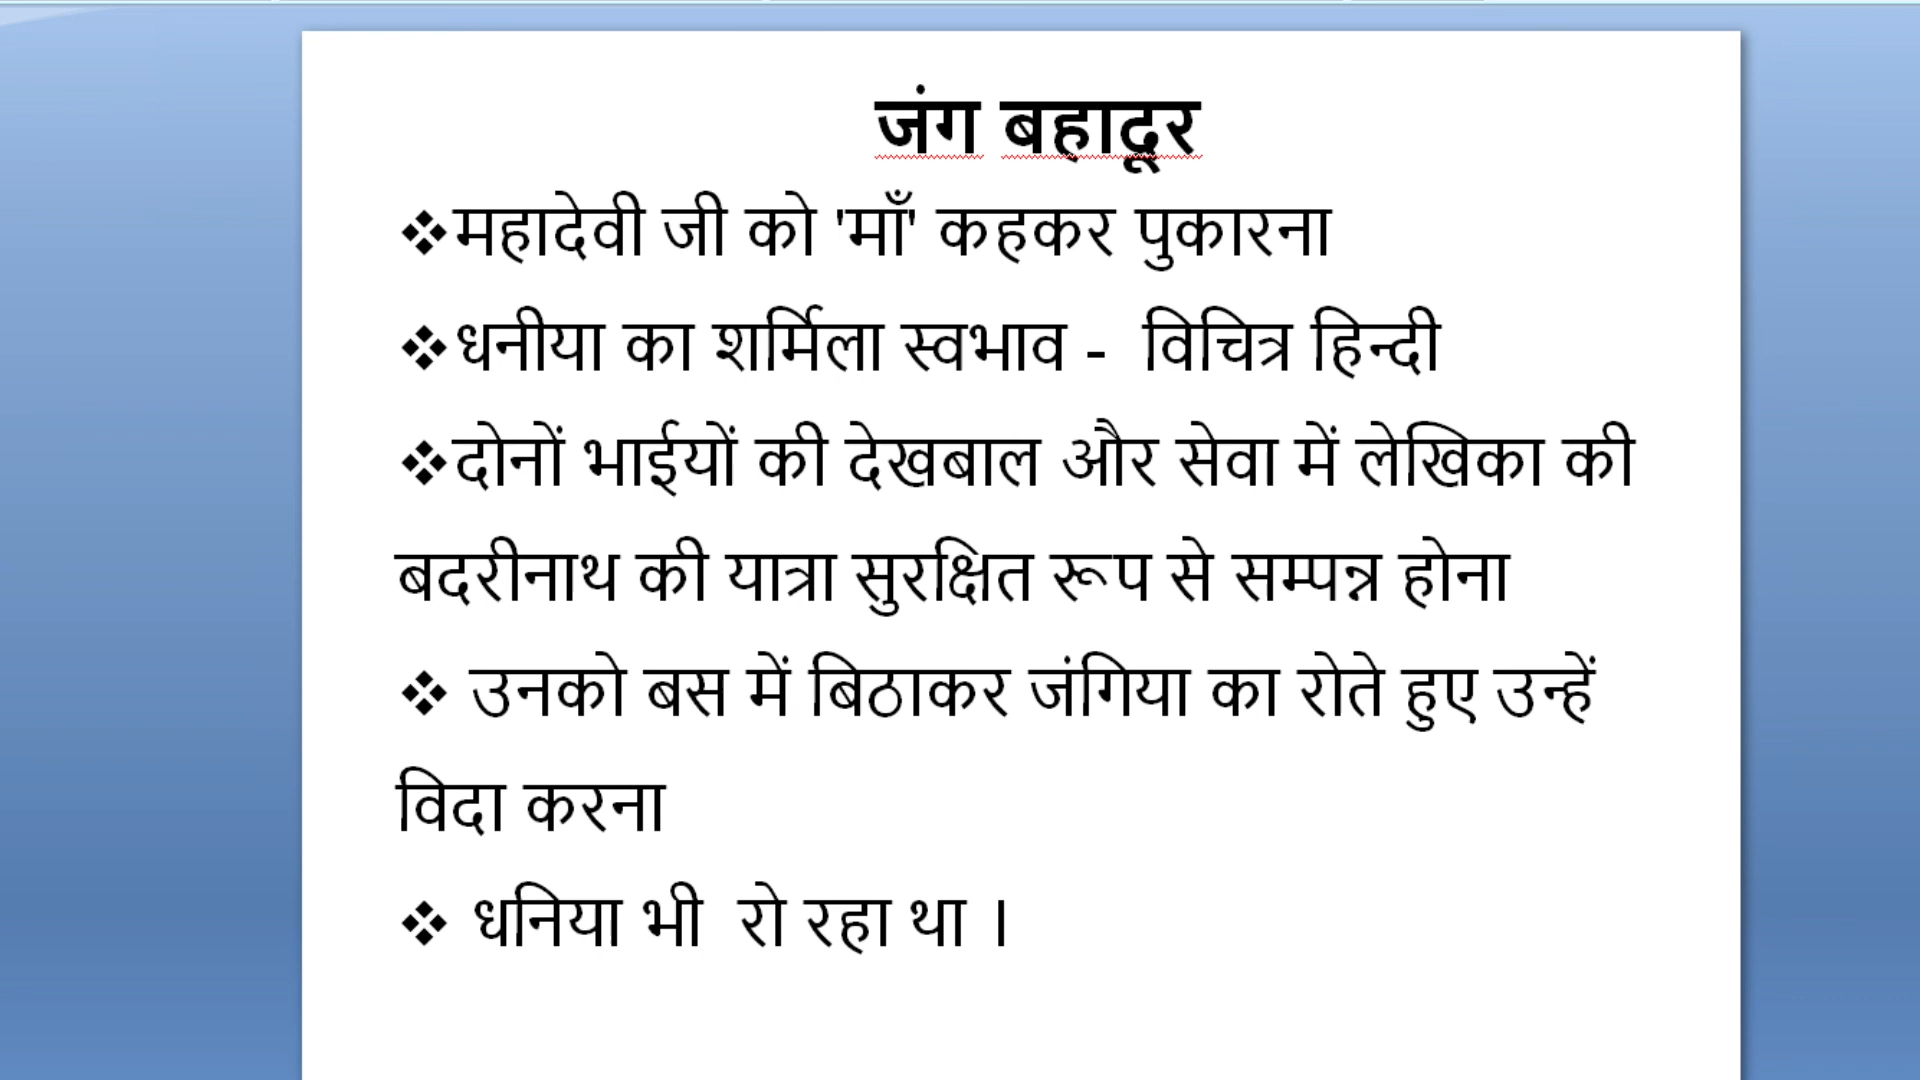 जंग बहादूर
❖महादेवी जी को 'माँ' कहकर पुकारना
❖धनीया का शर्मिला स्वभाव - विचित्र हिन्दी
❖दोनों भाईयों की देखबाल और सेवा में लेखिका की
बदरीनाथ की यात्रा सुरक्षित रूप से सम्पन्न होना
❖ उनको बस में बिठाकर जंगिया का रोते हुए उन्हें
विदा करना
❖ धनिया भी रो रहा था ।